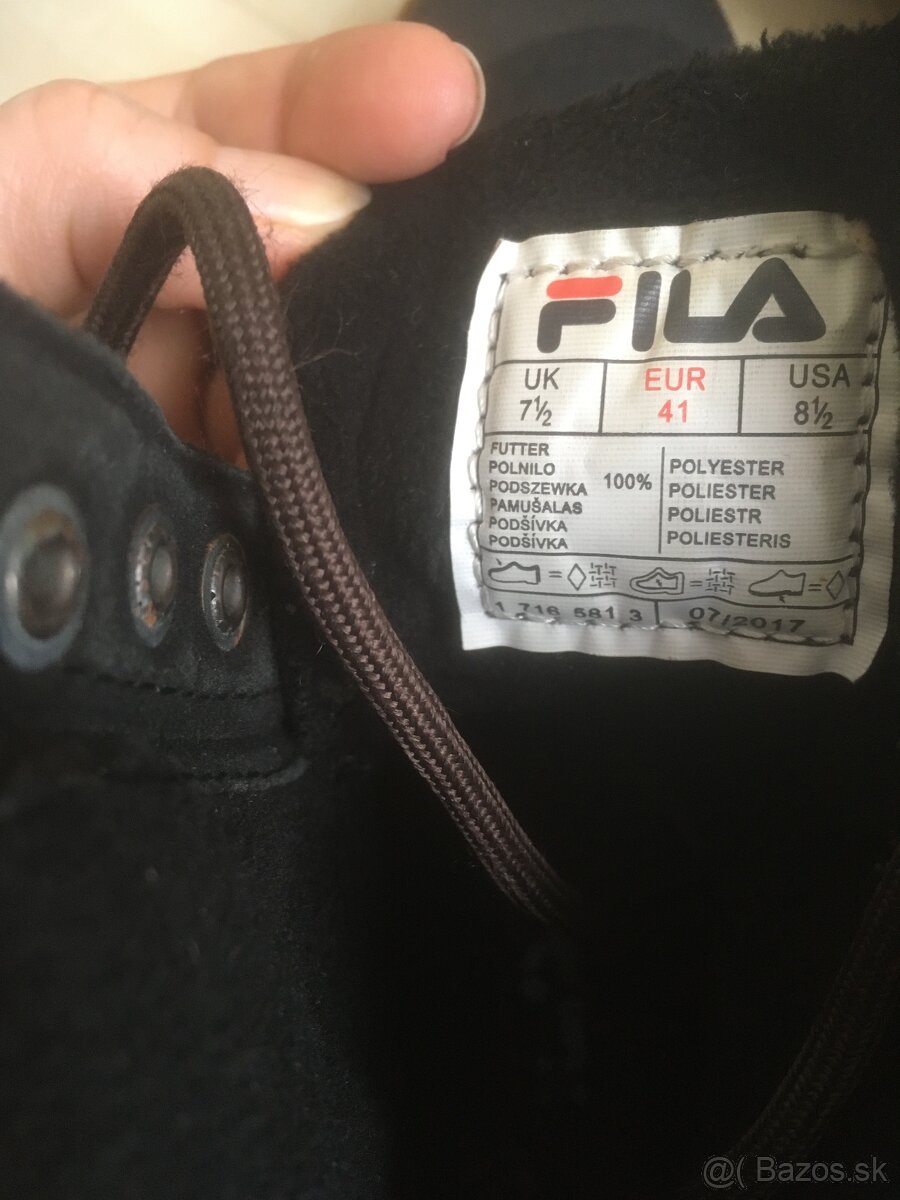 FILA
UK EUR USA
7½ 41 8½
FUTTER
POLNILO
PODSZEWKA
PAMUŠALAS
PODŠÍVKA
PODŠÍVKA
100%
POLYESTER
POLIESTER
POLIESTR
POLIESTERIS
= =  =
1 716 581 3 07/2017
@( Bazos.sk